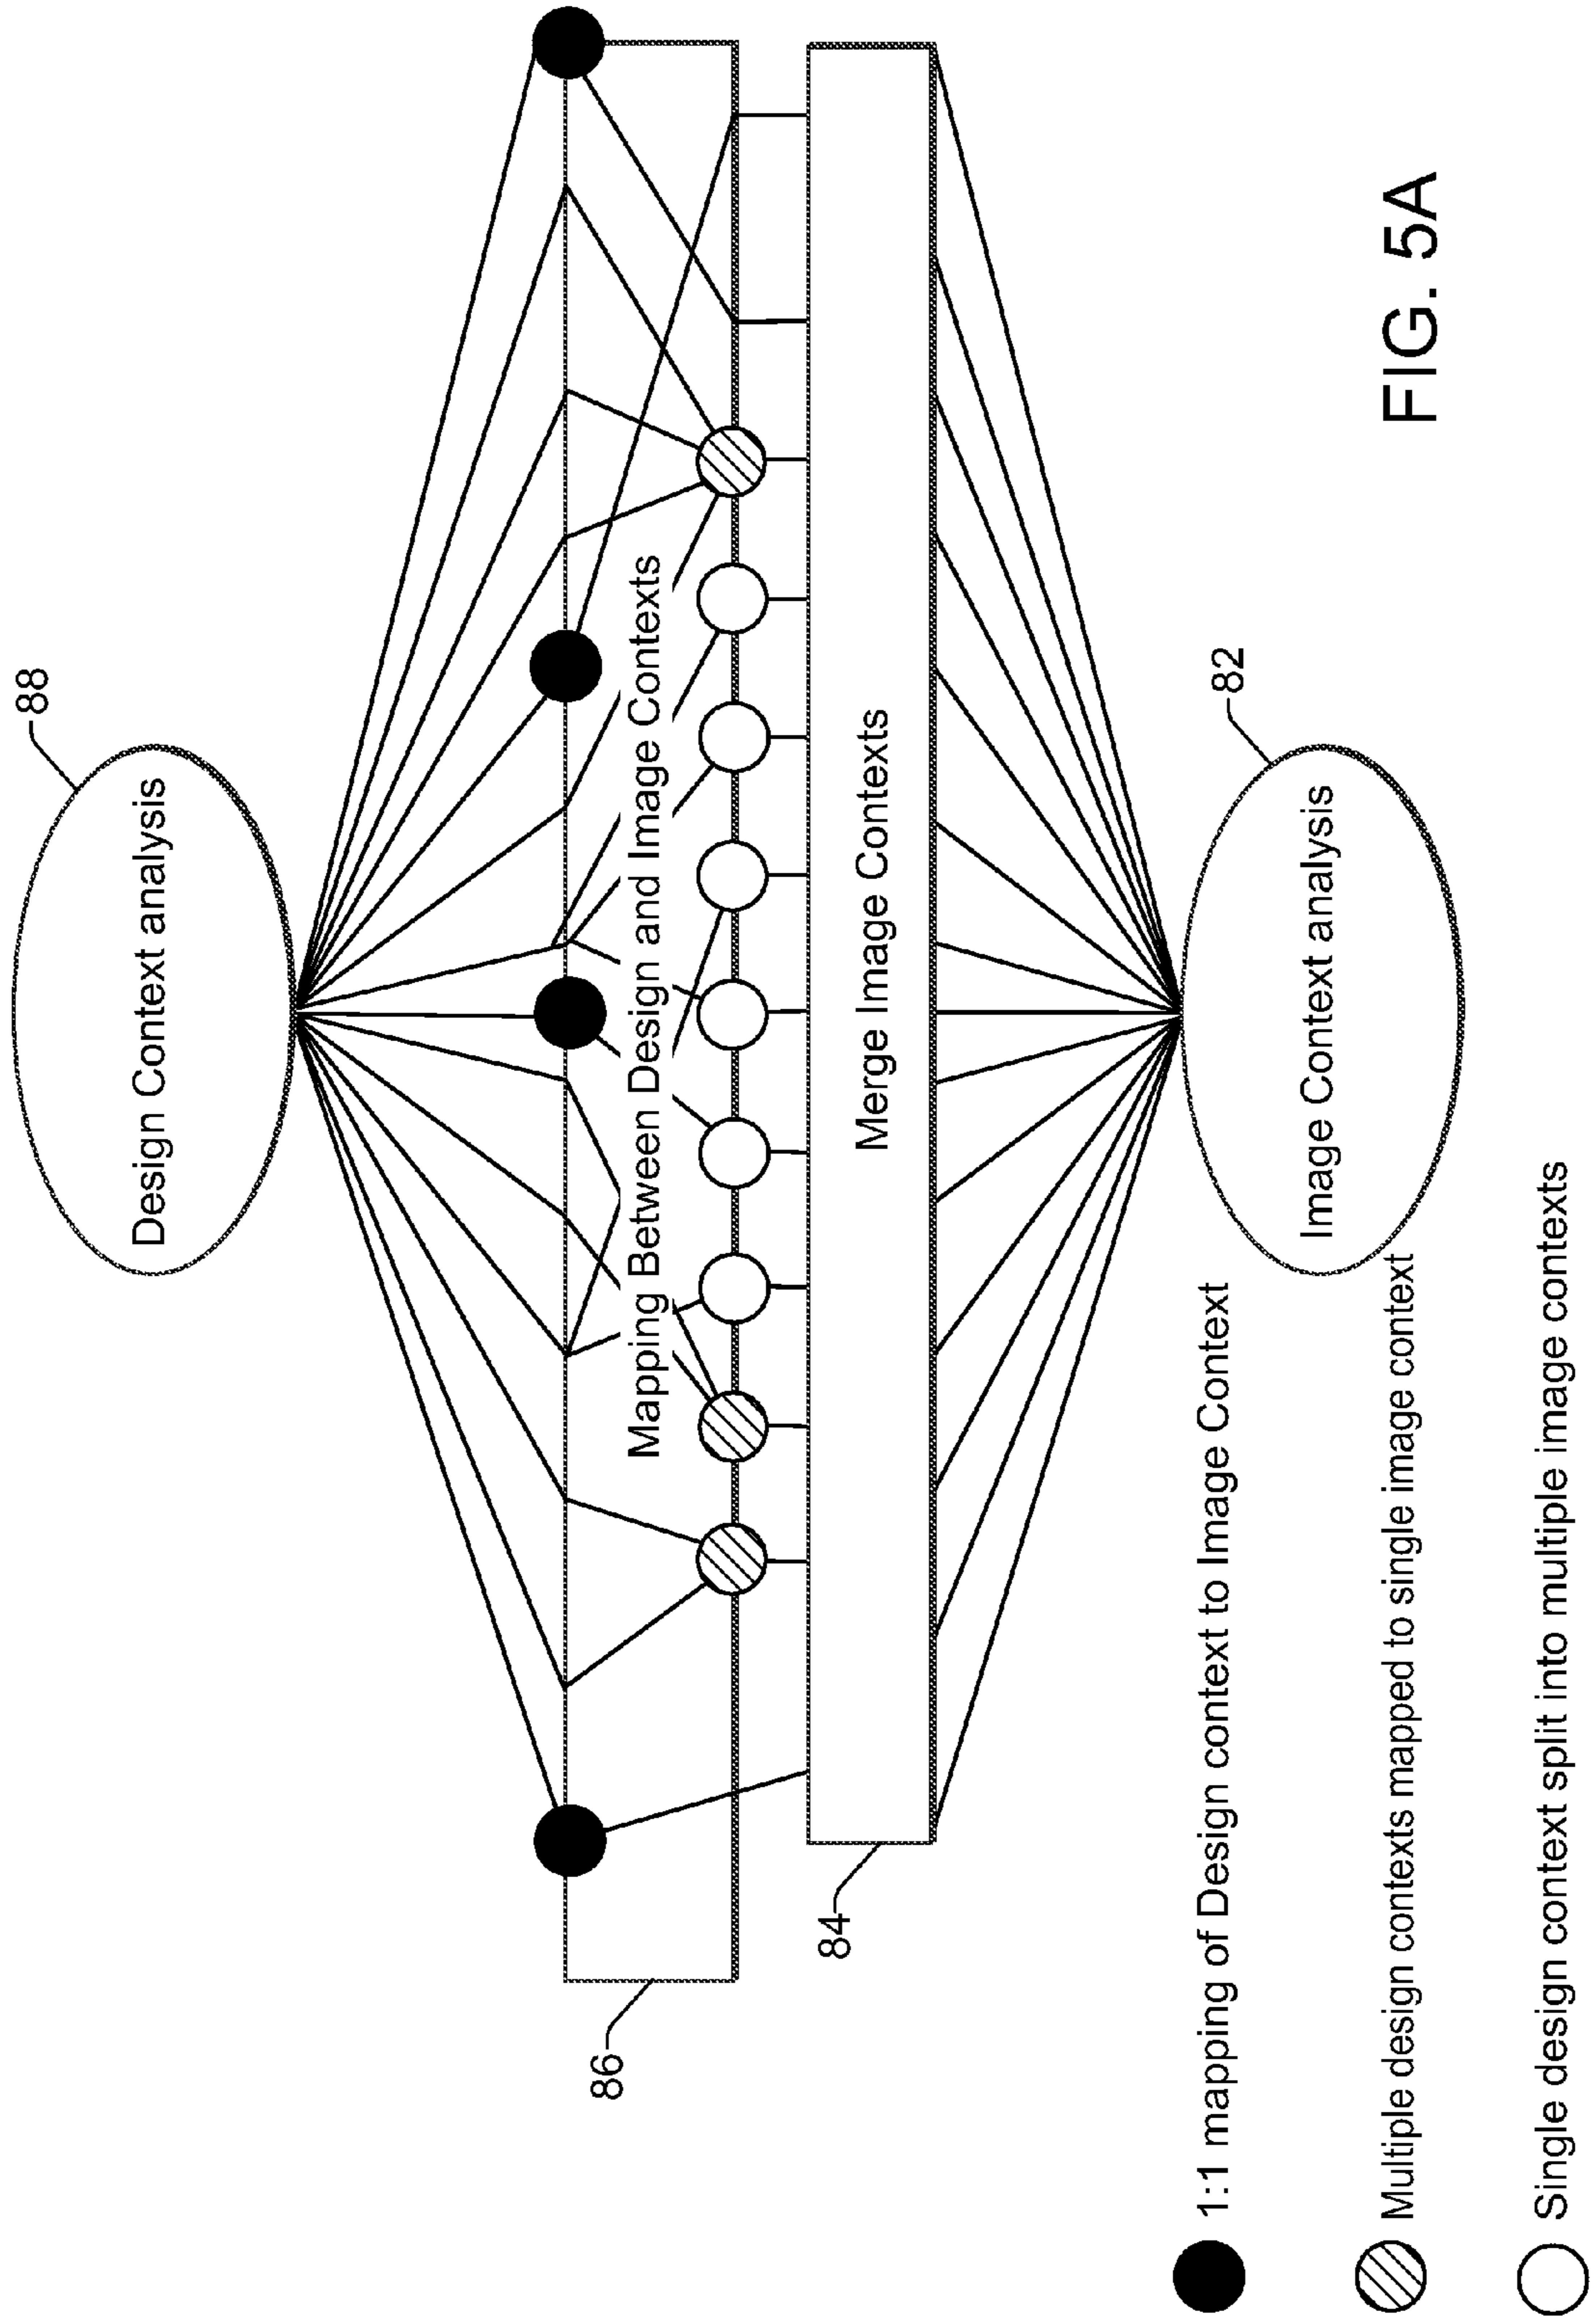 88
Design Context analysis
Mapping Between Design and Image Contexts
86
Merge Image Contexts
84
82
Image Context analysis
1:1 mapping of Design context to Image Context
Multiple design contexts mapped to single image context
Single design context split into multiple image contexts
FIG. 5A